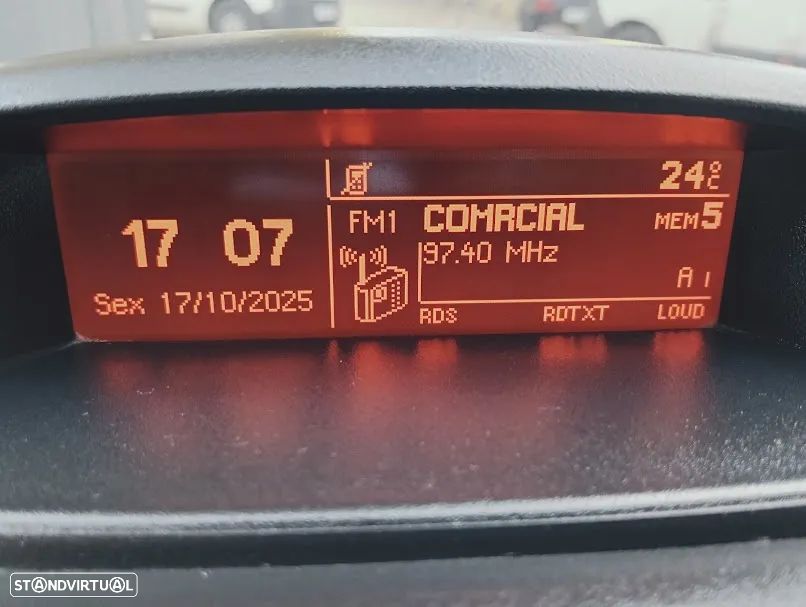 24°C
17 07
Sex 17/10/2025
FM1 COMRCIAL MEM5
97.40 MHz
A I
RDS RDTXT LOUD
STANDVIRTUAL